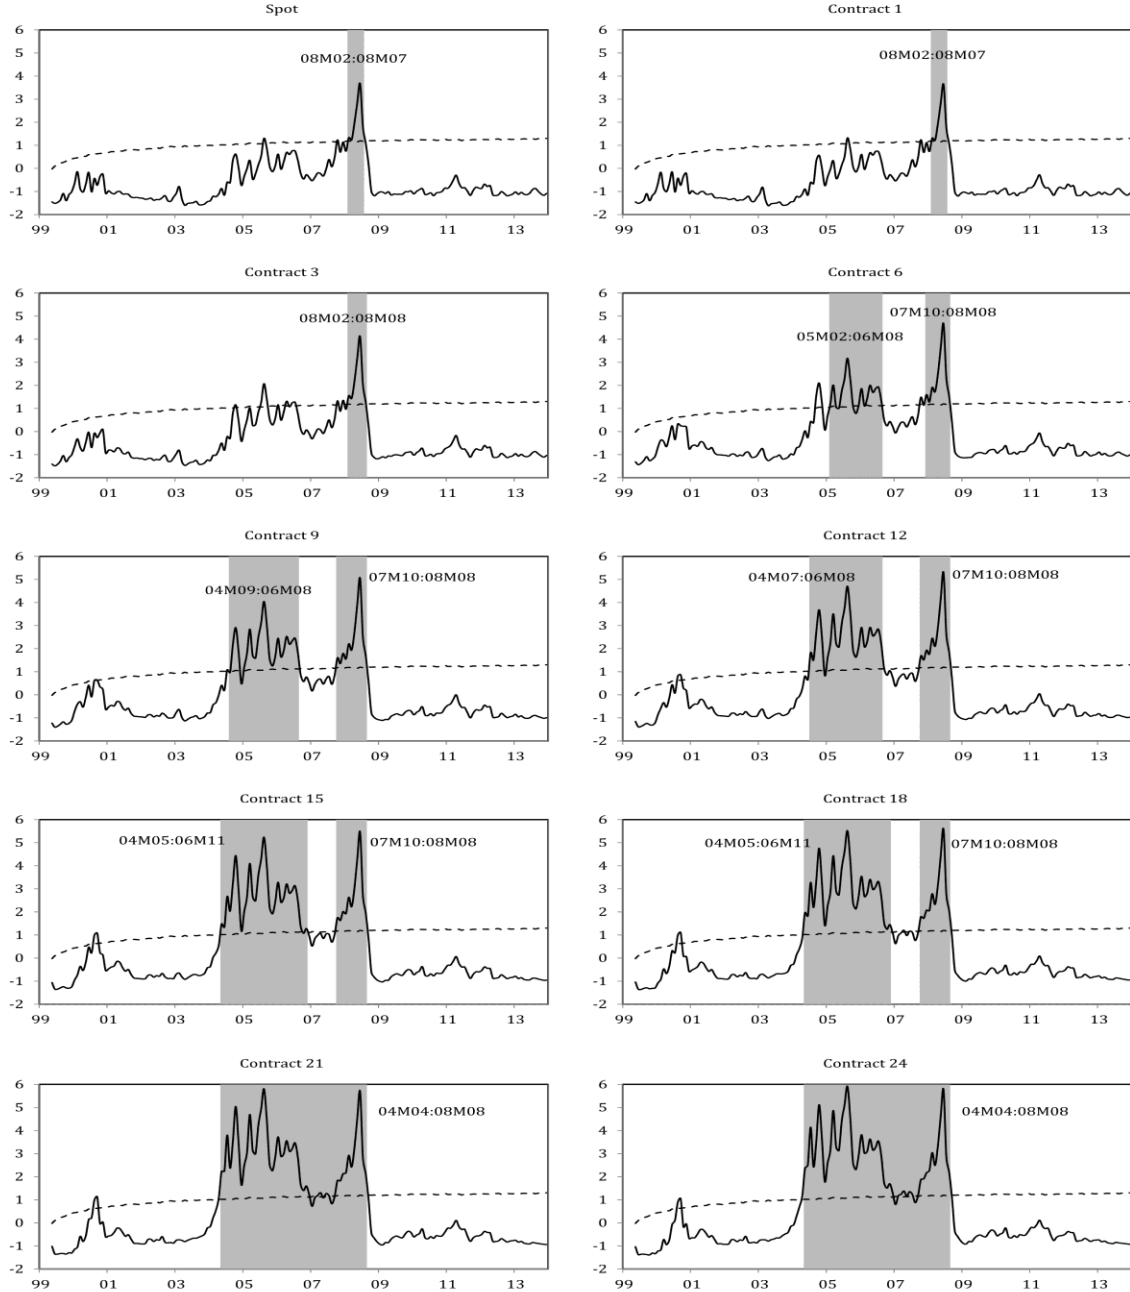 Spot
08M02:08M07
6
5
4
3
2
1
0
-1
-2
99 01 03 05 07 09 11 13
Contract 1
08M02:08M07
6
5
4
3
2
1
0
-1
-2
99 01 03 05 07 09 11 13
Contract 3
08M02:08M08
6
5
4
3
2
1
0
-1
-2
99 01 03 05 07 09 11 13
Contract 6
07M10:08M08
05M02:06M08
6
5
4
3
2
1
0
-1
-2
99 01 03 05 07 09 11 13
Contract 9
07M10:08M08
04M09:06M08
6
5
4
3
2
1
0
-1
-2
99 01 03 05 07 09 11 13
Contract 12
07M10:08M08
04M07:06M08
6
5
4
3
2
1
0
-1
-2
99 01 03 05 07 09 11 13
Contract 15
04M05:06M11
07M10:08M08
6
5
4
3
2
1
0
-1
-2
99 01 03 05 07 09 11 13
Contract 18
04M05:06M11
07M10:08M08
6
5
4
3
2
1
0
-1
-2
99 01 03 05 07 09 11 13
Contract 21
04M04:08M08
6
5
4
3
2
1
0
-1
-2
99 01 03 05 07 09 11 13
Contract 24
04M04:08M08
6
5
4
3
2
1
0
-1
-2
99 01 03 05 07 09 11 13